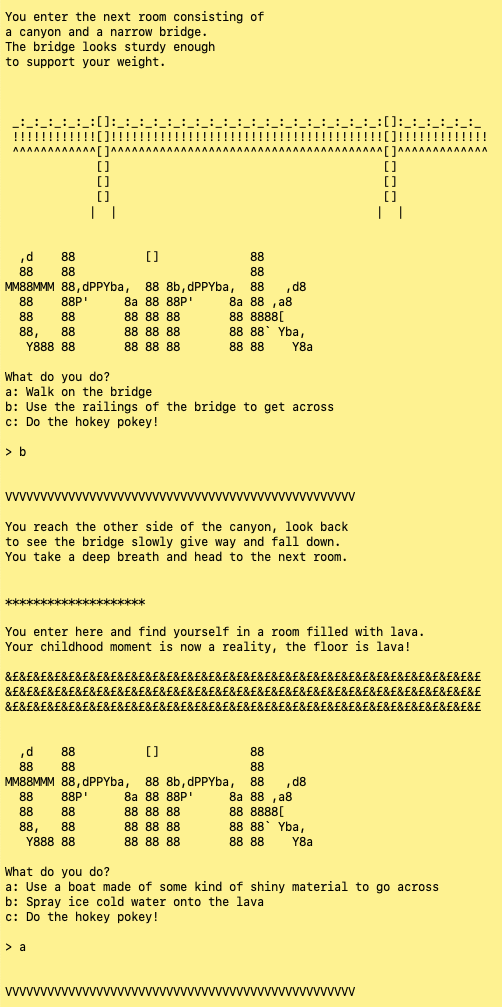 You enter the next room consisting of
a canyon and a narrow bridge.
The bridge looks sturdy enough
to support your weight.
 _:_:_:_:_:_:[]:_:_:_:_:_:_:_:_:_:_:_:_:_:_:_:_:_:_:_:[]:_:_:_:_:_:_
 !!!!!!!!!!!![]!!!!!!!!!!!!!!!!!!!!!!!!!!!!!!!!!!!!!!![]!!!!!!!!!!!!!
 ^^^^^^^^^^^^[]^^^^^^^^^^^^^^^^^^^^^^^^^^^^^^^^^^^^^^^[]^^^^^^^^^^^^^
             []                                       []
             []                                       []
             []                                       []
            |  |                                     |  |
  ,d    88          []             88
  88    88                         88
MM88MMM 88,dPPYba,  88 8b,dPPYba,  88   ,d8
  88    88P'     8a 88 88P'     8a 88 ,a8
  88    88       88 88 88       88 8888[
  88,   88       88 88 88       88 88` Yba,
   Y888 88       88 88 88       88 88    Y8a
What do you do?
a: Walk on the bridge
b: Use the railings of the bridge to get across
c: Do the hokey pokey!
> b
VVVVVVVVVVVVVVVVVVVVVVVVVVVVVVVVVVVVVVVVVVVVVVVVVV
You reach the other side of the canyon, look back
to see the bridge slowly give way and fall down.
You take a deep breath and head to the next room.
********************
You enter here and find yourself in a room filled with lava.
Your childhood moment is now a reality, the floor is lava!
&£&£&£&£&£&£&£&£&£&£&£&£&£&£&£&£&£&£&£&£&£&£&£&£&£&£&£&£&£&£&£&£&£&£
&£&£&£&£&£&£&£&£&£&£&£&£&£&£&£&£&£&£&£&£&£&£&£&£&£&£&£&£&£&£&£&£&£&£
&£&£&£&£&£&£&£&£&£&£&£&£&£&£&£&£&£&£&£&£&£&£&£&£&£&£&£&£&£&£&£&£&£&£
  ,d    88          []             88
  88    88                         88
MM88MMM 88,dPPYba,  88 8b,dPPYba,  88   ,d8
  88    88P'     8a 88 88P'     8a 88 ,a8
  88    88       88 88 88       88 8888[
  88,   88       88 88 88       88 88` Yba,
   Y888 88       88 88 88       88 88    Y8a
What do you do?
a: Use a boat made of some kind of shiny material to go across
b: Spray ice cold water onto the lava
c: Do the hokey pokey!
> a
VVVVVVVVVVVVVVVVVVVVVVVVVVVVVVVVVVVVVVVVVVVVVVVVVV